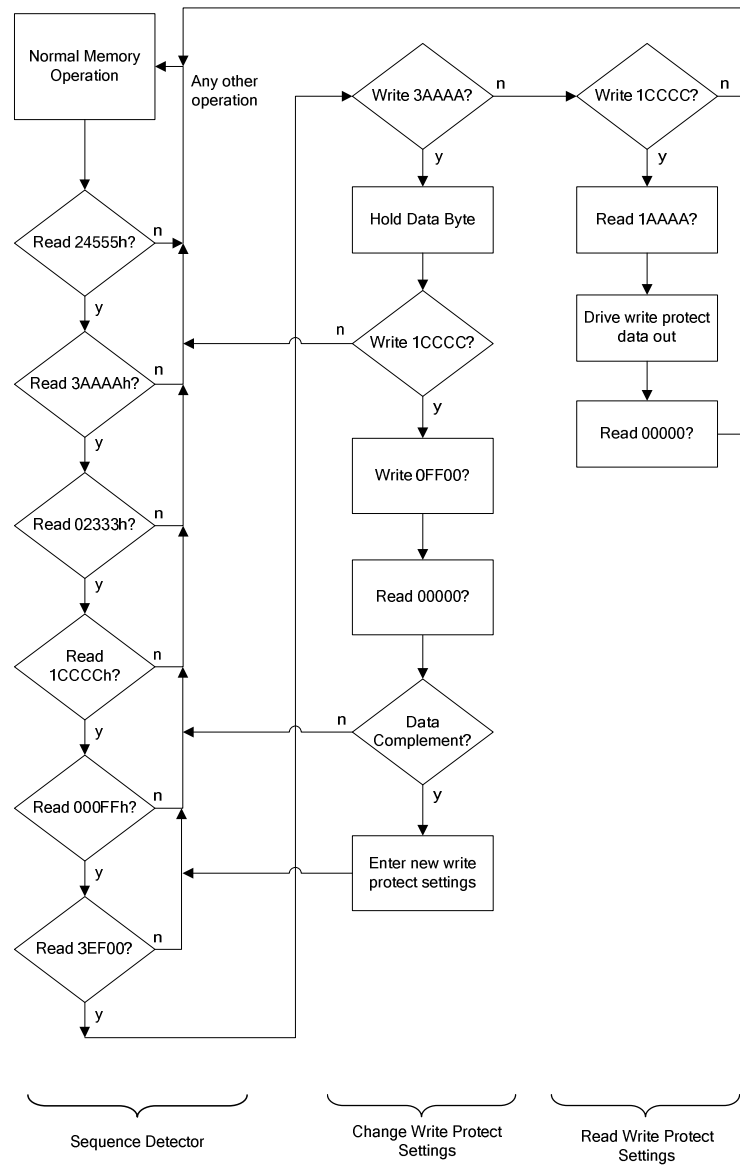 Normal Memory
Operation
Any other
operation
Read 24555h?
n
y
Read 3AAAAh?
n
y
Read 02333h?
n
y
Read
1CCCCh?
n
y
Read 000FFh?
n
y
Read 3EF00?
n
y
Sequence Detector
Write 3AAAA?
n
y
Hold Data Byte
Write 1CCCC?
n
y
Write 0FF00?
Read 00000?
Data
Complement?
n
y
Enter new write
protect settings
Change Write Protect
Settings
Write 1CCCC?
n
y
Read 1AAAA?
Drive write protect
data out
Read 00000?
Read Write Protect
Settings